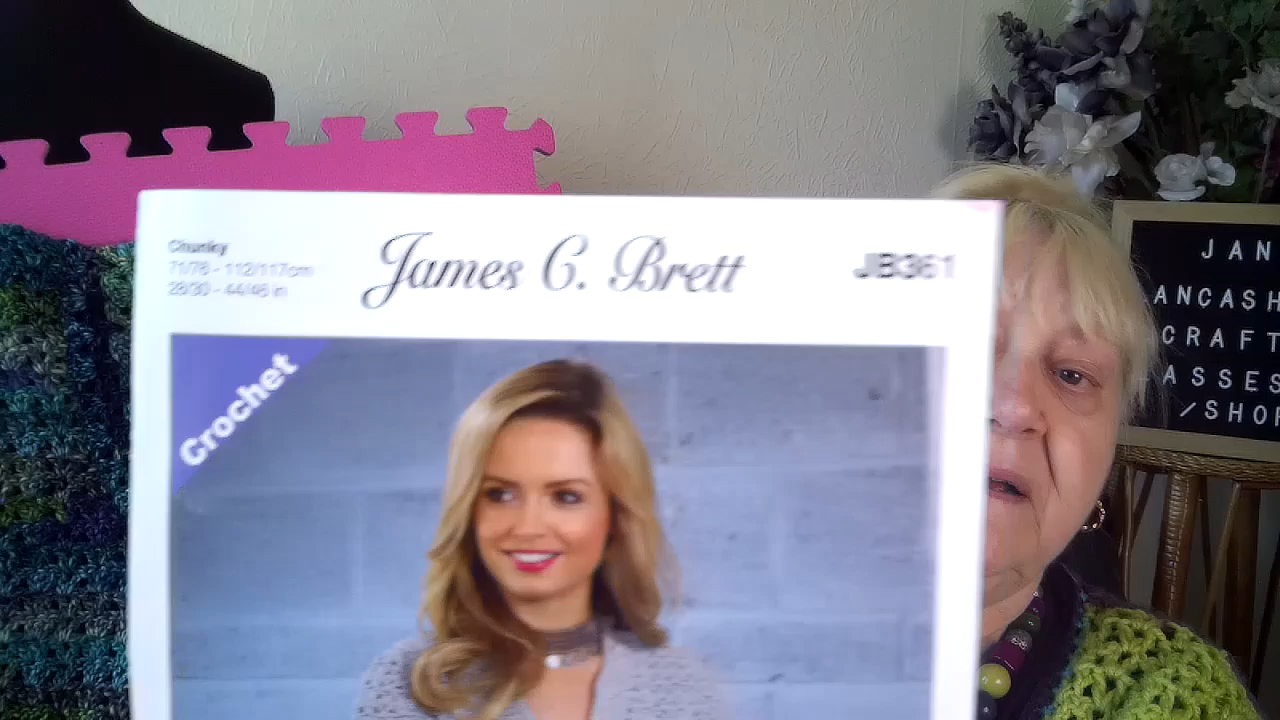 Chunky
71/76 - 112/117cm
28/30 - 44/46 in
James C. Brett
JB361
Crochet
JAN
ANCASH
CRAFT
ASSES
/SHOP